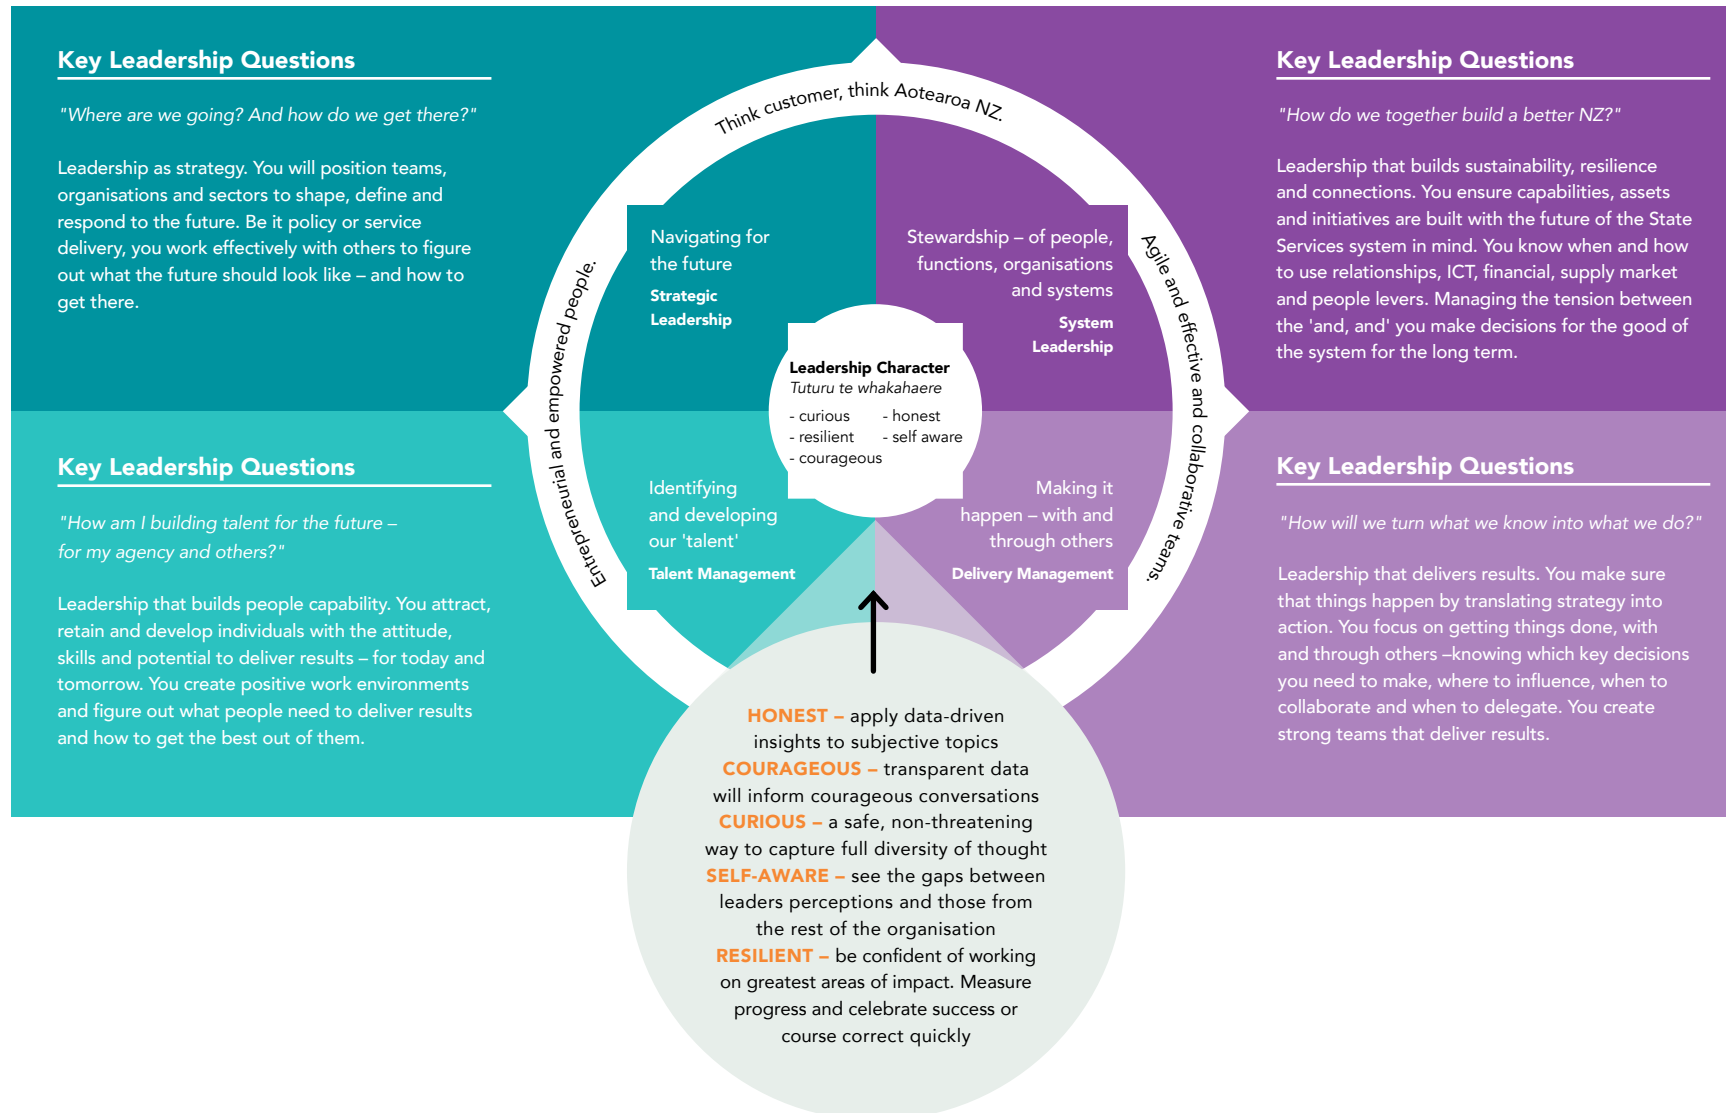 Key Leadership Questions
"Where are we going? And how do we get there?"
Leadership as strategy. You will position teams,
organisations and sectors to shape, define and
respond to the future. Be it policy or service
delivery, you work effectively with others to figure
out what the future should look like – and how to
get there.
Key Leadership Questions
"How do we together build a better NZ?"
Leadership that builds sustainability, resilience
and connections. You ensure capabilities, assets
and initiatives are built with the future of the State
Services system in mind. You know when and how
to use relationships, ICT, financial, supply market
and people levers. Managing the tension between
the 'and, and' you make decisions for the good of
the system for the long term.
Think customer, think Aotearoa NZ.
Entrepreneurial and empowered people.
Agile and effective and collaborative teams.
Navigating for
the future
Strategic
Leadership
Stewardship – of people,
functions, organisations
and systems
System
Leadership
Leadership Character
Tuturu te whakahaere
- curious - honest
- resilient - self aware
- courageous
Identifying
and developing
our 'talent'
Talent Management
Making it
happen – with and
through others
Delivery Management
Key Leadership Questions
"How am I building talent for the future –
for my agency and others?"
Leadership that builds people capability. You attract,
retain and develop individuals with the attitude,
skills and potential to deliver results – for today and
tomorrow. You create positive work environments
and figure out what people need to deliver results
and how to get the best out of them.
Key Leadership Questions
"How will we turn what we know into what we do?"
Leadership that delivers results. You make sure
that things happen by translating strategy into
action. You focus on getting things done, with
and through others –knowing which key decisions
you need to make, where to influence, when to
collaborate and when to delegate. You create
strong teams that deliver results.
HONEST – apply data-driven
insights to subjective topics
COURAGEOUS – transparent data
will inform courageous conversations
CURIOUS – a safe, non-threatening
way to capture full diversity of thought
SELF-AWARE – see the gaps between
leaders perceptions and those from
the rest of the organisation
RESILIENT – be confident of working
on greatest areas of impact. Measure
progress and celebrate success or
course correct quickly